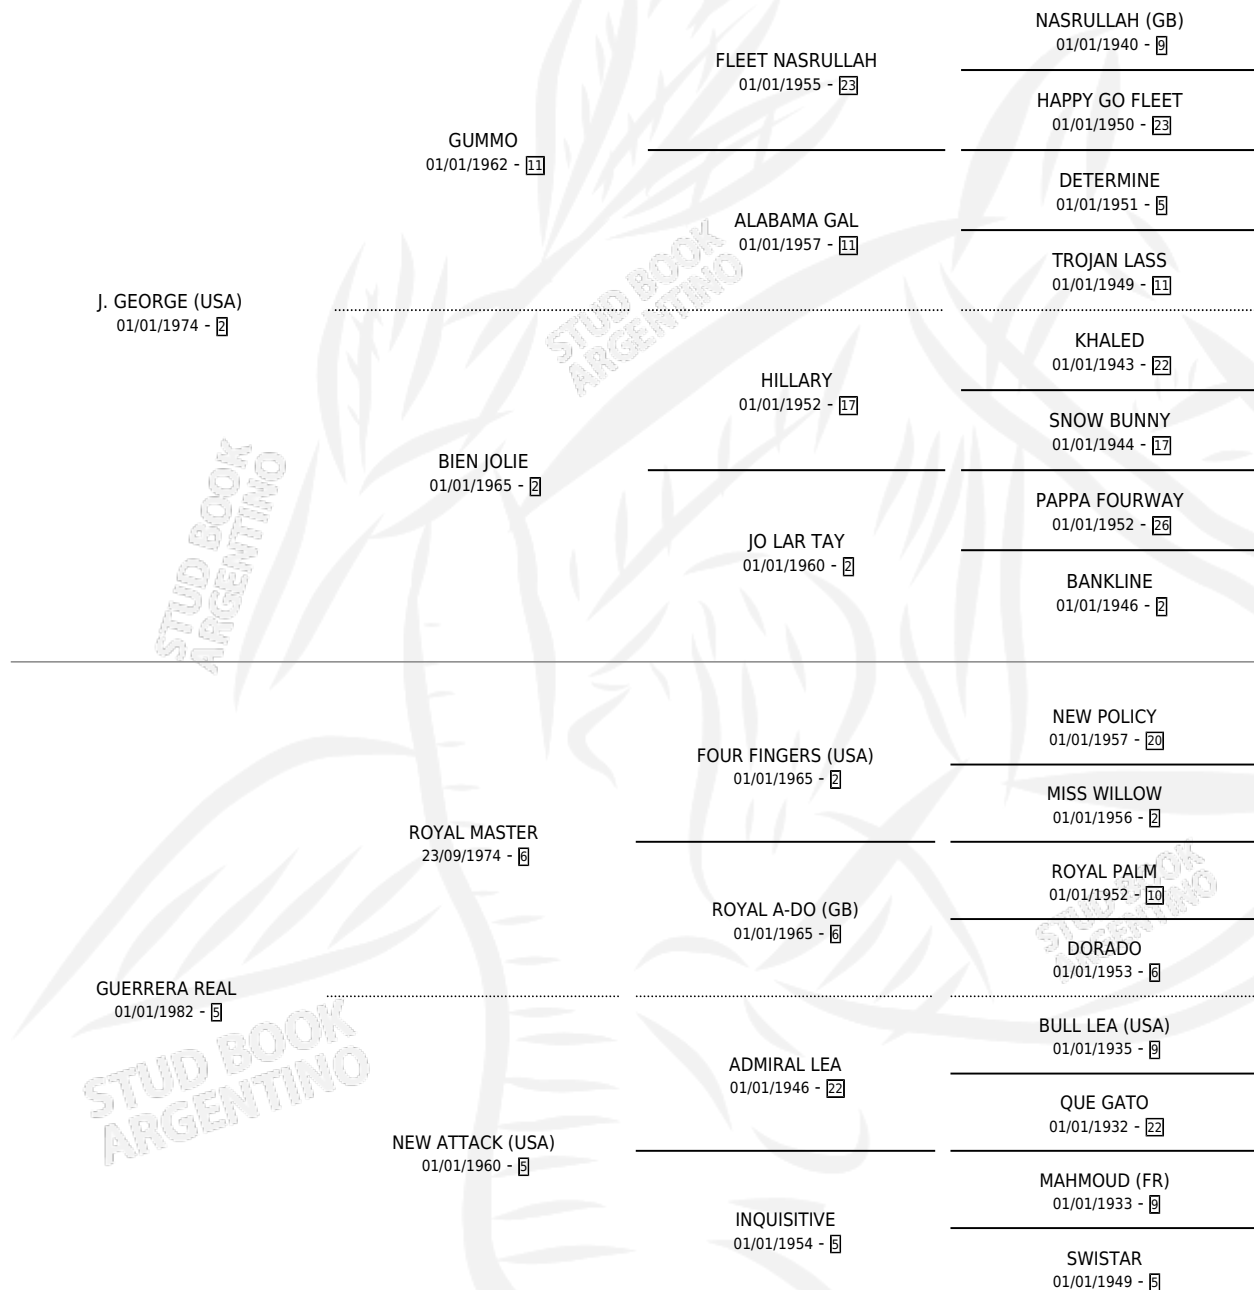 NASRULLAH (GB)
01/01/1940 - 9
FLEET NASRULLAH
01/01/1955 - 23
HAPPY GO FLEET
01/01/1950 - 23
GUMMO
01/01/1962 - 11
DETERMINE
01/01/1951 - 5
ALABAMA GAL
01/01/1957 - 11
TROJAN LASS
01/01/1949 - 11
J. GEORGE (USA)
01/01/1974 - 2
KHALED
01/01/1943 - 22
HILLARY
01/01/1952 - 17
SNOW BUNNY
01/01/1944 - 17
BIEN JOLIE
01/01/1965 - 2
PAPPA FOURWAY
01/01/1952 - 26
JO LAR TAY
01/01/1960 - 2
BANKLINE
01/01/1946 - 2
NEW POLICY
01/01/1957 - 20
FOUR FINGERS (USA)
01/01/1965 - 2
MISS WILLOW
01/01/1956 - 2
ROYAL MASTER
23/09/1974 - 6
ROYAL PALM
01/01/1952 - 10
ROYAL A-DO (GB)
01/01/1965 - 6
DORADO
01/01/1953 - 6
GUERRERA REAL
01/01/1982 - 5
BULL LEA (USA)
01/01/1935 - 9
ADMIRAL LEA
01/01/1946 - 22
QUE GATO
01/01/1932 - 22
NEW ATTACK (USA)
01/01/1960 - 5
MAHMOUD (FR)
01/01/1933 - 9
INQUISITIVE
01/01/1954 - 5
SWISTAR
01/01/1949 - 5
STUD BOOK
ARGENTINO
STUD BOOK
ARGENTINO
STUD BOOK
ARGENTINO
STUD BOOK
ARGENTINO